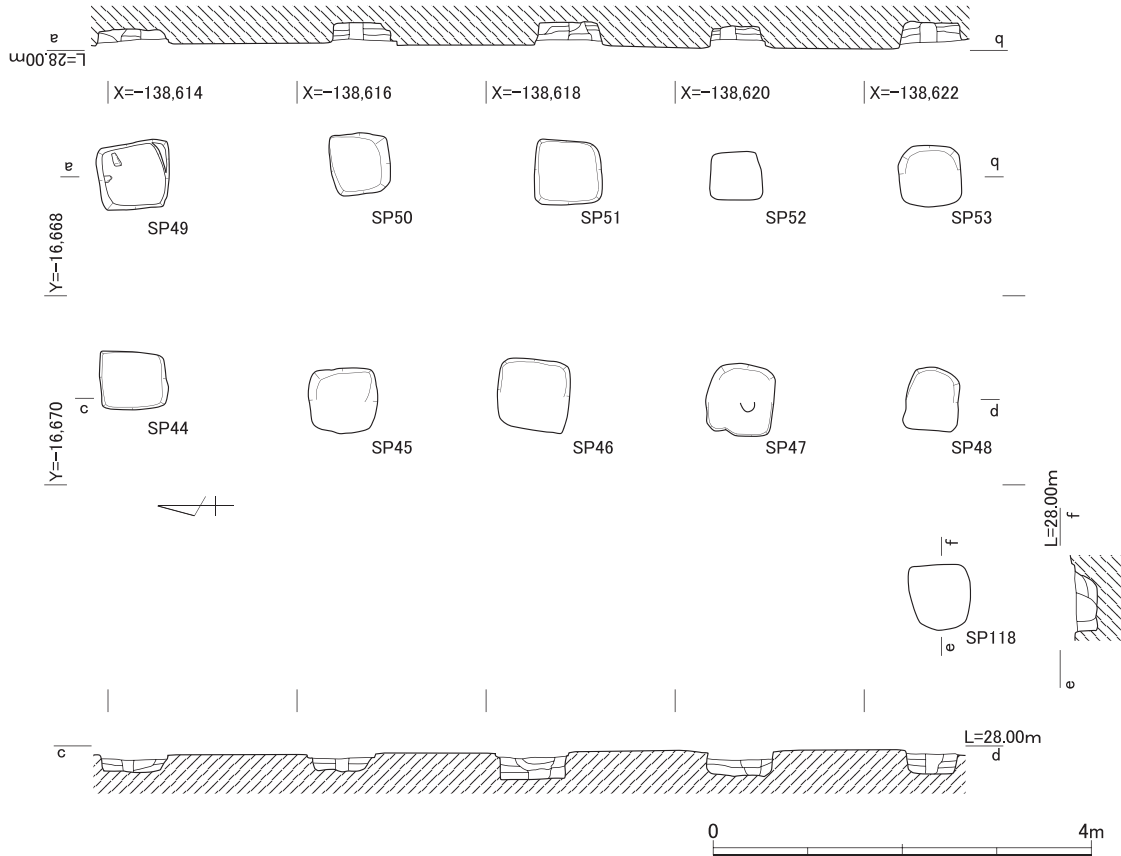 a
L=28.00m
b
X=-138,614
X=-138,616
X=-138,618
X=-138,620
X=-138,622
a
b
SP49
SP50
SP51
SP52
SP53
Y=-16,668
c
d
SP44
SP45
SP46
SP47
SP48
Y=-16,670
L=28.00m
f
f
SP118
e
e
c
L=28.00m
d
0
4m